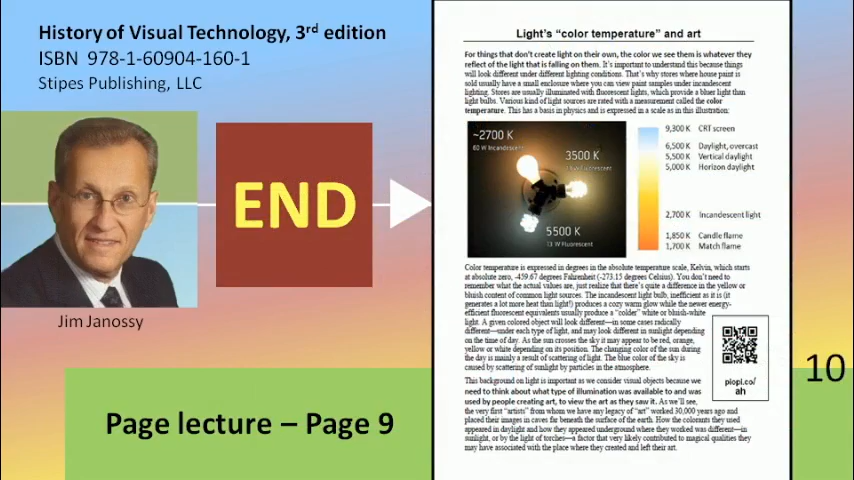 History of Visual Technology, 3rd edition
ISBN 978-1-60904-160-1
Stipes Publishing, LLC
END
Jim Janossy
Page lecture – Page 9
Light's “color temperature” and art
For things that don't create light on their own, the color we see them is whatever they
reflect of the light that is falling on them. It's important to understand this because things
will look different under different lighting conditions. That's why stores where house paint is
sold usually have a small enclosure where you can view paint samples under incandescent
lighting. Stores are usually illuminated with fluorescent lights, which provide a bluer light than
light bulbs. Various kind of light sources are rated with a measurement called the color
temperature. This has a basis in physics and is expressed in a scale as in this illustration:
~2700 K
60 W Incandescent
3500 K
Fluorescent
5500 K
13 W Fluorescent
9,300 K CRT screen
6,500 K Daylight, overcast
5,500 K Vertical daylight
5,000 K Horizon daylight
2,700 K Incandescent light
1,850 K Candle flame
1,700 K Match flame
Color temperature is expressed in degrees in the absolute temperature scale, Kelvin, which starts
at absolute zero, -459.67 degrees Fahrenheit (-273.15 degrees Celsius). You don't need to
remember what the actual values are, just realize that there's quite a difference in the yellow or
bluish content of common light sources. The incandescent light bulb, inefficient as it is (it
generates a lot more heat than light!) produces a cozy warm glow while the newer energy-
efficient fluorescent equivalents usually produce a “colder” white or bluish-white
light. A given colored object will look different—in some cases radically
different—under each type of light, and may look different in sunlight depending
on the time of day. As the sun crosses the sky it may appear to be red, orange,
yellow or white depending on its position. The changing color of the sun during
the day is mainly a result of scattering of light. The blue color of the sky is
caused by scattering of sunlight by particles in the atmosphere.
piopl.co/
ah
This background on light is important as we consider visual objects because we
need to think about what type of illumination was available to and was
used by people creating art, to view the art as they saw it. As we'll see,
the very first “artists” from whom we have any legacy of “art” worked 30,000 years ago and
placed their images in caves far beneath the surface of the earth. How the colorants they used
appeared in daylight and how they appeared underground where they worked was different—in
sunlight, or by the light of torches—a factor that very likely contributed to magical qualities they
may have associated with the place where they created and left their art.
10